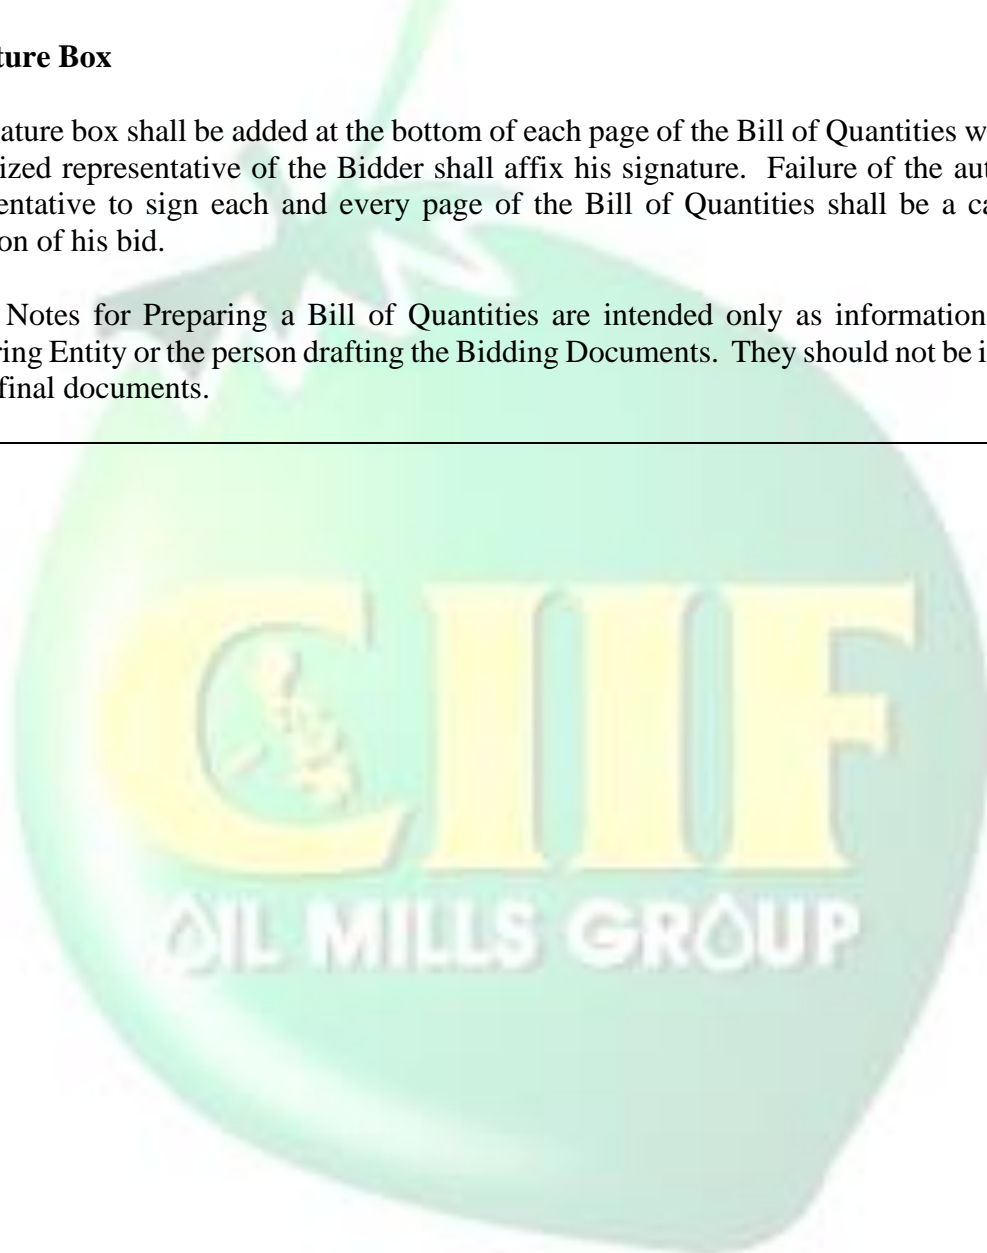 ture Box
ature box shall be added at the bottom of each page of the Bill of Quantities w
ized representative of the Bidder shall affix his signature. Failure of the aut
entative to sign each and every page of the Bill of Quantities shall be a ca
on of his bid.
Notes for Preparing a Bill of Quantities are intended only as information
ring Entity or the person drafting the Bidding Documents. They should not be i
final documents.
CIIF
OIL MILLS GROUP